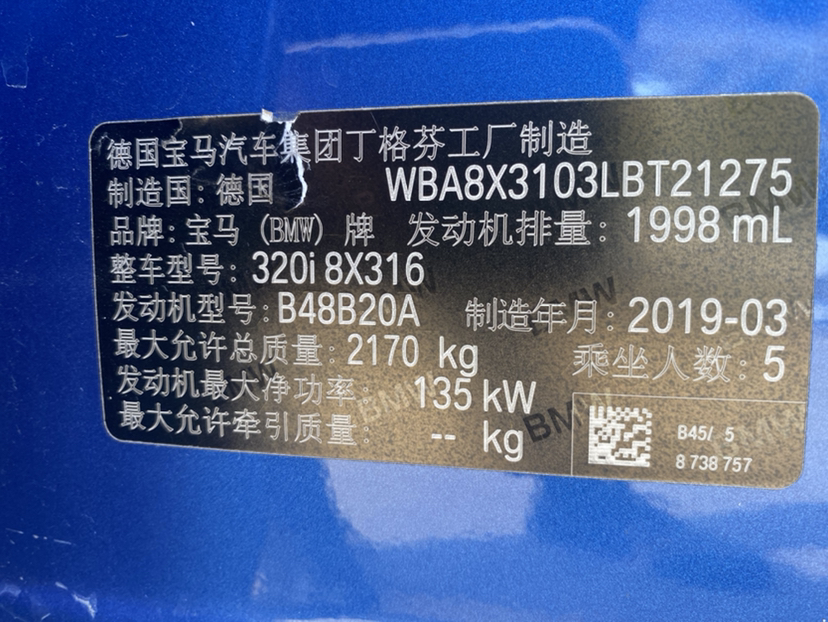 德国宝马汽车集团丁格芬工厂制造
制造国：德国 WBA8X3103LBT21275
品牌：宝马 (BMW) 牌 发动机排量：1998 mL
整车型号：320i 8X316
发动机型号：B48B20A 制造年月：2019-03
最大允许总质量：2170 kg 乘坐人数：5
发动机最大净功率：135 kW
最大允许牵引质量： -- kg
B45/ 5
8 738 757
BMW
BMW
BMW
BMW